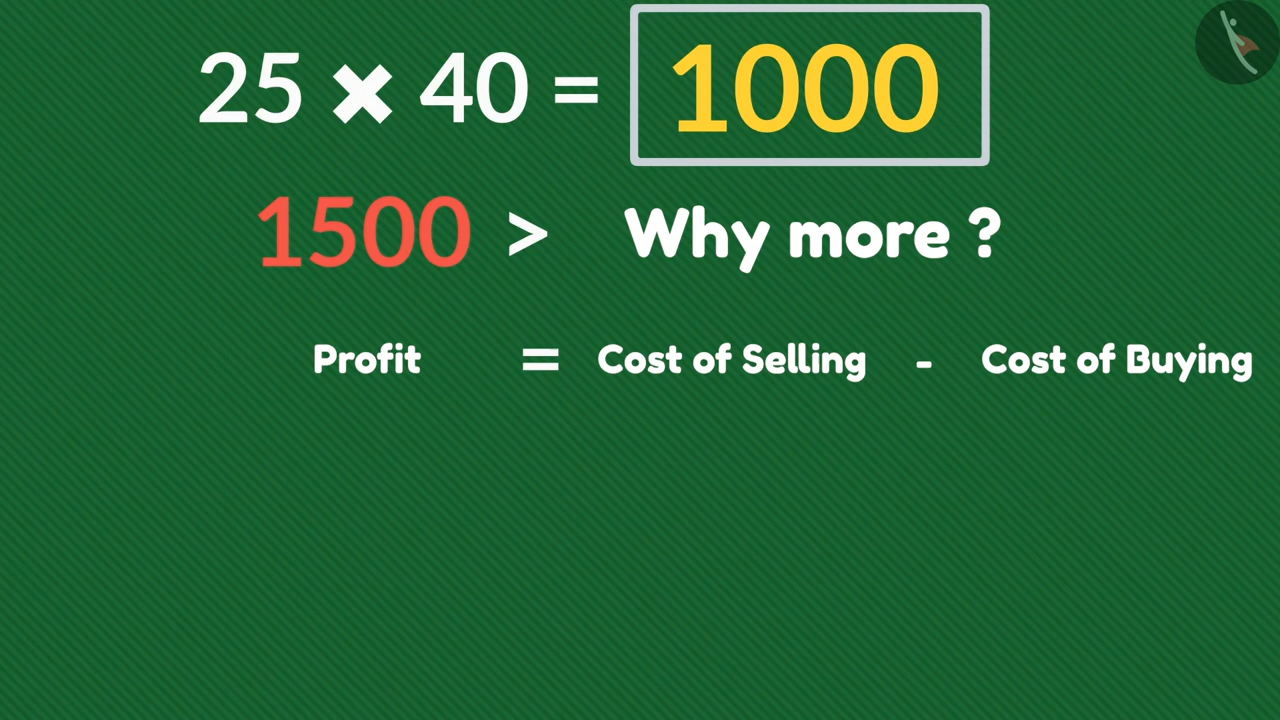 25 × 40 = 1000
1500 > Why more ?
Profit = Cost of Selling - Cost of Buying